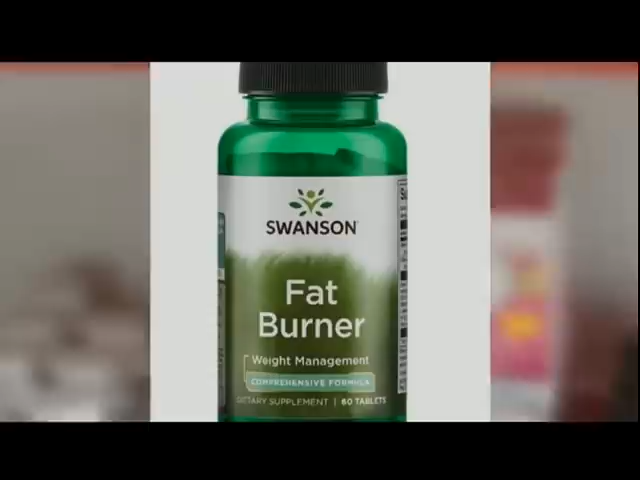 SWANSON
Fat
Burner
Weight Management
COMPREHENSIVE FORMULA
DIETARY SUPPLEMENT | 60 TABLETS